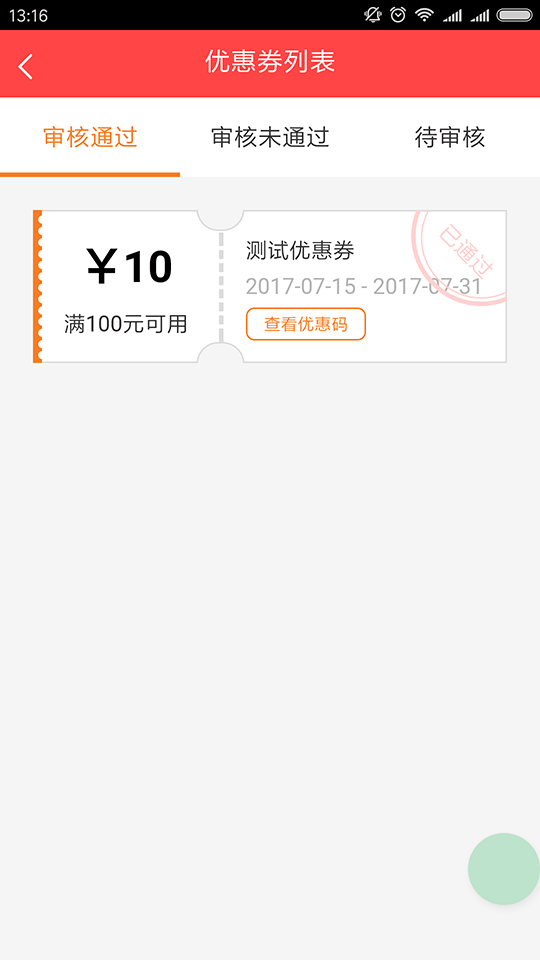 13:16
优惠券列表
审核通过 审核未通过 待审核
￥10
满100元可用
测试优惠券
2017-07-15 - 2017-07-31
查看优惠码
已通过